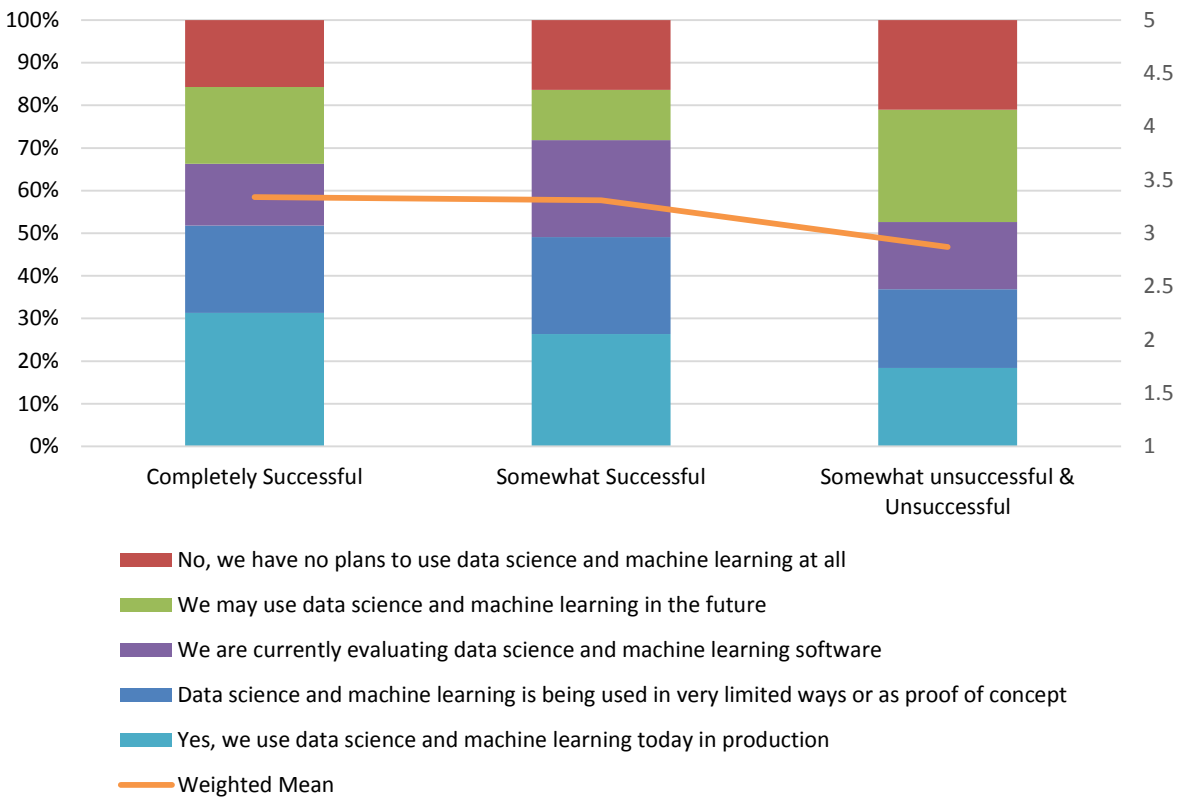 100%
90%
80%
70%
60%
50%
40%
30%
20%
10%
0%
5
4.5
4
3.5
3
2.5
2
1.5
1
Completely Successful
Somewhat Successful
Somewhat unsuccessful &
Unsuccessful
No, we have no plans to use data science and machine learning at all
We may use data science and machine learning in the future
We are currently evaluating data science and machine learning software
Data science and machine learning is being used in very limited ways or as proof of concept
Yes, we use data science and machine learning today in production
Weighted Mean